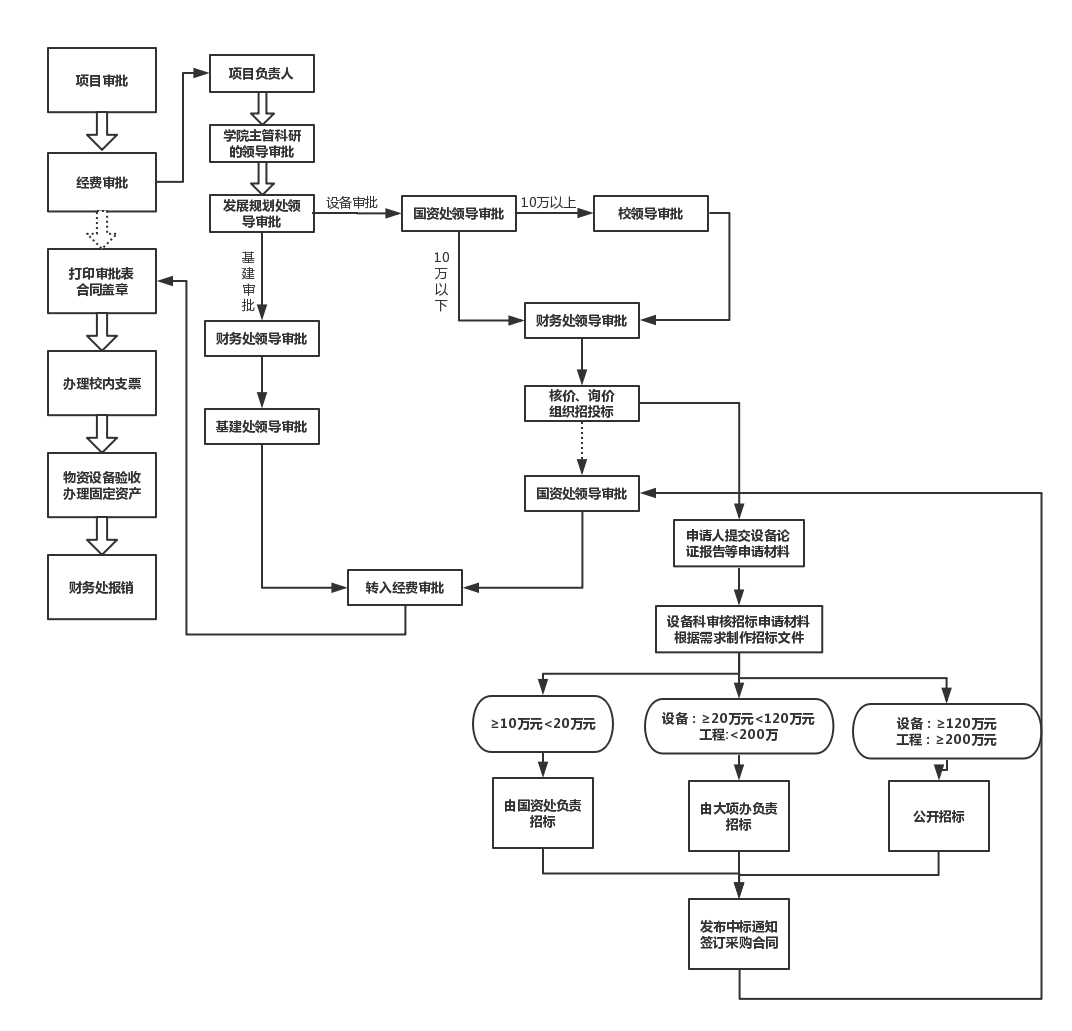 项目审批
经费审批
打印审批表
合同盖章
办理校内支票
物资设备验收
办理固定资产
财务处报销
项目负责人
学院主管科研
的领导审批
发展规划处领
导审批
设备审批
国资处领导审批
10万以上
校领导审批
基
建
审
批
10
万
以
下
财务处领导审批
财务处领导审批
基建处领导审批
核价、询价
组织招投标
国资处领导审批
转入经费审批
申请人提交设备论
证报告等申请材料
设备科审核招标申请材料
根据需求制作招标文件
≥10万元<20万元
设备：≥20万元<120万元
工程:<200万
设备：≥120万元
工程：≥200万元
由国资处负责
招标
由大项办负责
招标
公开招标
发布中标通知
签订采购合同